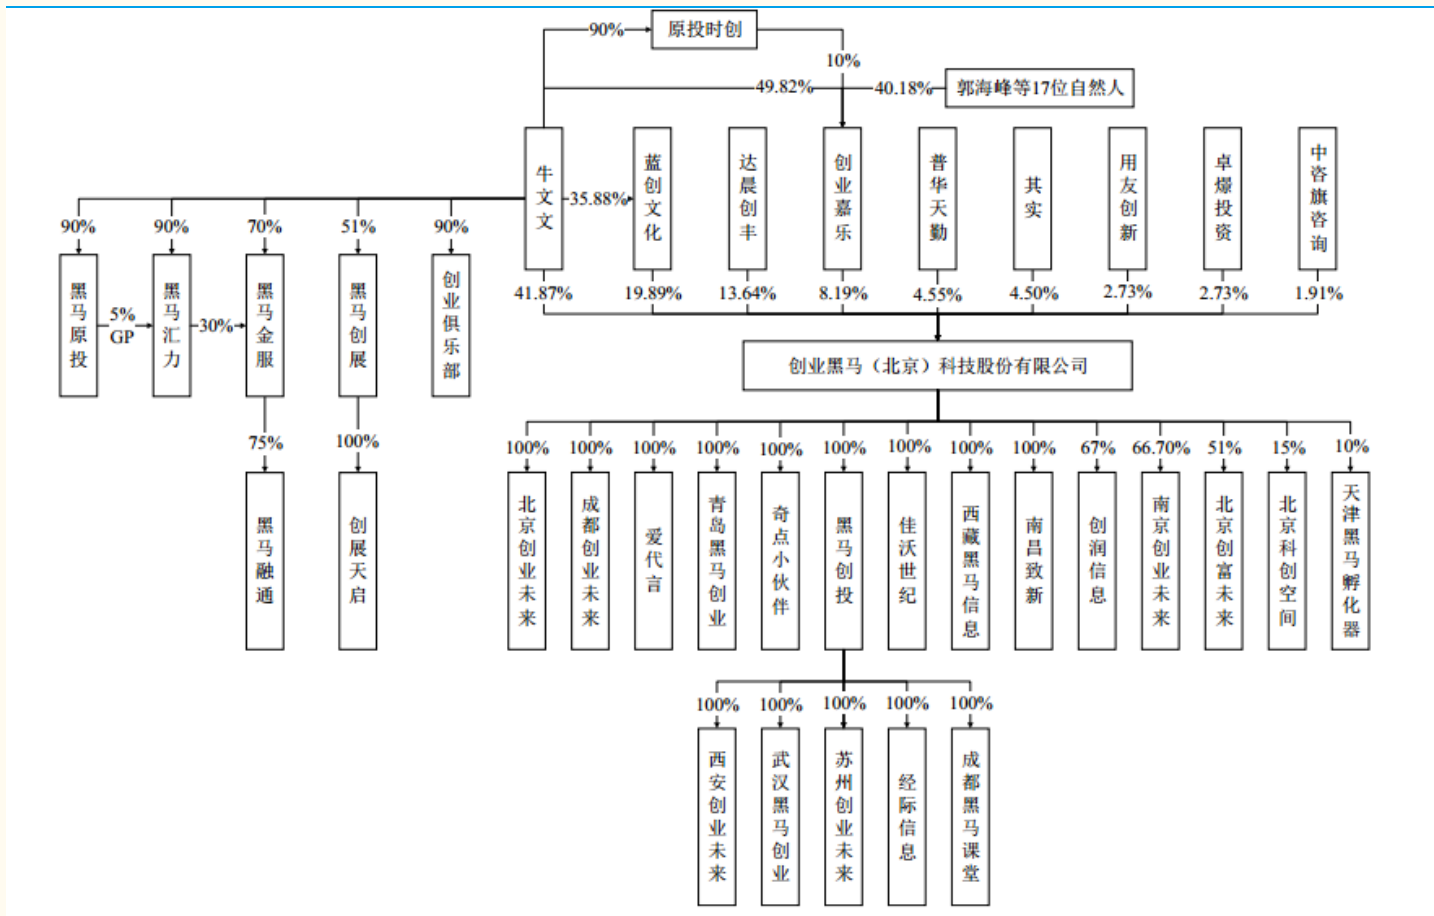 90%
原投时创
10%
49.82%
40.18%
郭海峰等17位自然人
牛文文
35.88%
蓝创文化
达晨创丰
创业嘉乐
普华天勤
其实
用友创新
卓燝投资
中咨旗咨询
90%
90%
70%
51%
90%
黑马原投
5%
GP
黑马汇力
30%
黑马金服
黑马创展
创业俱乐部
41.87%
19.89%
13.64%
8.19%
4.55%
4.50%
2.73%
2.73%
1.91%
创业黑马（北京）科技股份有限公司
75%
100%
黑马融通
创展天启
100%
100%
100%
100%
100%
100%
100%
100%
100%
67%
66.70%
51%
15%
10%
北京创业未来
成都创业未来
爱代言
青岛黑马创业
奇点小伙伴
黑马创投
佳沃世纪
西藏黑马信息
南昌致新
创润信息
南京创业未来
北京创富未来
北京科创空间
天津黑马孵化器
100%
100%
100%
100%
100%
西安创业未来
武汉黑马创业
苏州创业未来
经际信息
成都黑马课堂